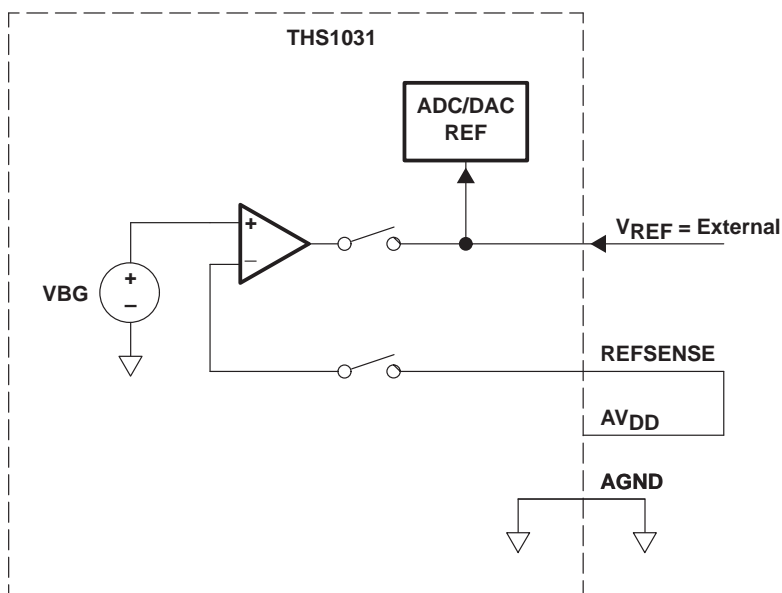 THS1031
ADC/DAC
REF
+
−
VREF = External
VBG
+
−
REFSENSE
AVDD
AGND